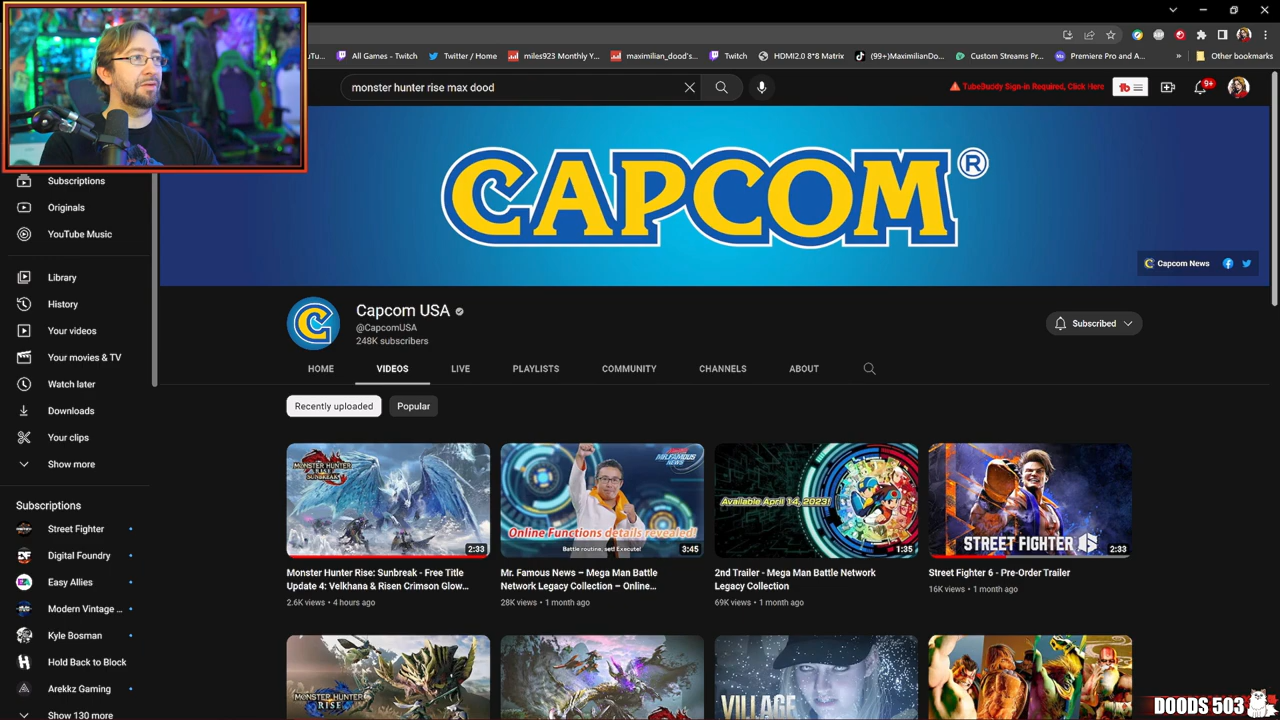 uTu...
All Games - Twitch
Twitter / Home
miles923 Monthly Y...
maximilian_dood's...
Twitch
HDMI2.0 8*8 Matrix
(99+)MaximilianDo...
Custom Streams Pr...
Premiere Pro and A...
»
Other bookmarks
monster hunter rise max dood
TubeBuddy Sign-in Required, Click Here
9+
CAPCOM®
Capcom News
Subscriptions
Originals
YouTube Music
Library
History
Your videos
Your movies & TV
Watch later
Downloads
Your clips
Show more
Subscriptions
Street Fighter
Digital Foundry
Easy Allies
Modern Vintage ...
Kyle Bosman
Hold Back to Block
Arekkz Gaming
Show 130 more
Capcom USA
@CapcomUSA
248K subscribers
Subscribed
HOME
VIDEOS
LIVE
PLAYLISTS
COMMUNITY
CHANNELS
ABOUT
Recently uploaded
Popular
MONSTER HUNTER
RISE
SUNBREAK
2:33
Monster Hunter Rise: Sunbreak - Free Title
Update 4: Velkhana & Risen Crimson Glow...
2.6K views • 4 hours ago
MR.FAMOUS
NEWS
Online Functions details revealed!
Battle routine, set! Execute!
3:45
Mr. Famous News – Mega Man Battle
Network Legacy Collection – Online...
28K views • 1 month ago
Available April 14, 2023!
1:35
2nd Trailer - Mega Man Battle Network
Legacy Collection
69K views • 1 month ago
STREET FIGHTER 6
2:33
Street Fighter 6 - Pre-Order Trailer
16K views • 1 month ago
MONSTER HUNTER
RISE
VILLAGE
DOODS 503